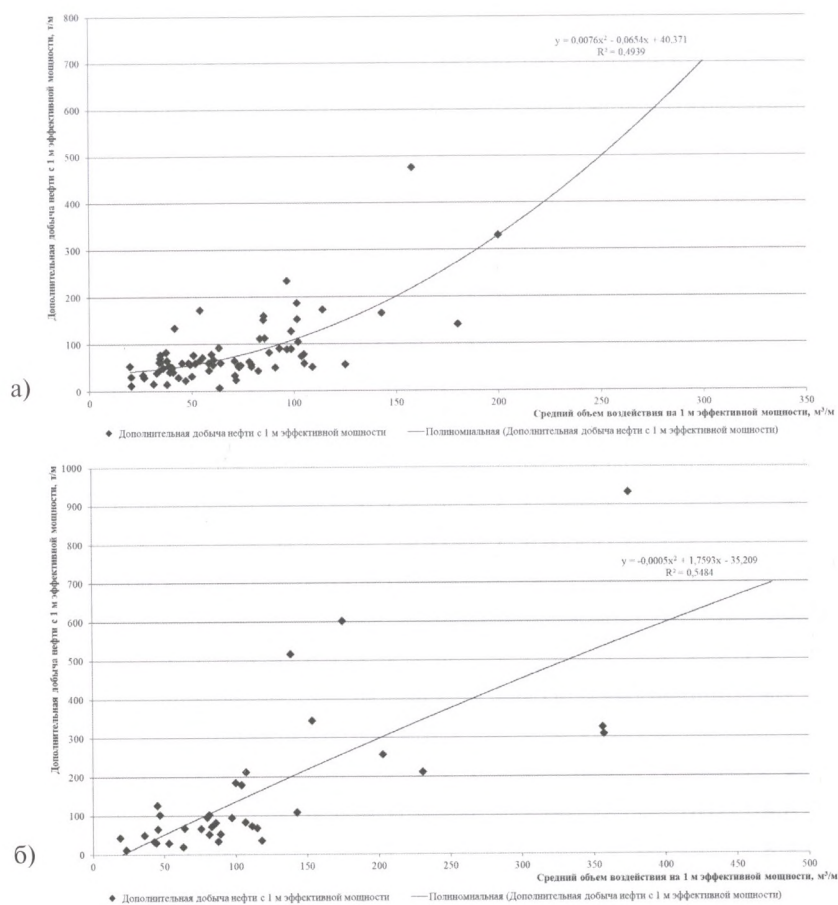 Дополнительная добыча нефти с 1 м эффективной мощности, т/м
800
700
600
500
400
300
200
100
0
y = 0,0076x² - 0,0654x + 40,371
R² = 0,4939
а)
0
50
100
150
200
250
300
350
Средний объем воздействия на 1 м эффективной мощности, м³/м
Дополнительная добыча нефти с 1 м эффективной мощности
Полиномиальная (Дополнительная добыча нефти с 1 м эффективной мощности)
Дополнительная добыча нефти с 1 м эффективной мощности, т/м
1000
900
800
700
600
500
400
300
200
100
0
y = -0,0005x² + 1,7593x - 35,209
R² = 0,5484
б)
0
50
100
150
200
250
300
350
400
450
500
Средний объем воздействия на 1 м эффективной мощности, м³/м
Дополнительная добыча нефти с 1 м эффективной мощности
Полиномиальная (Дополнительная добыча нефти с 1 м эффективной мощности)